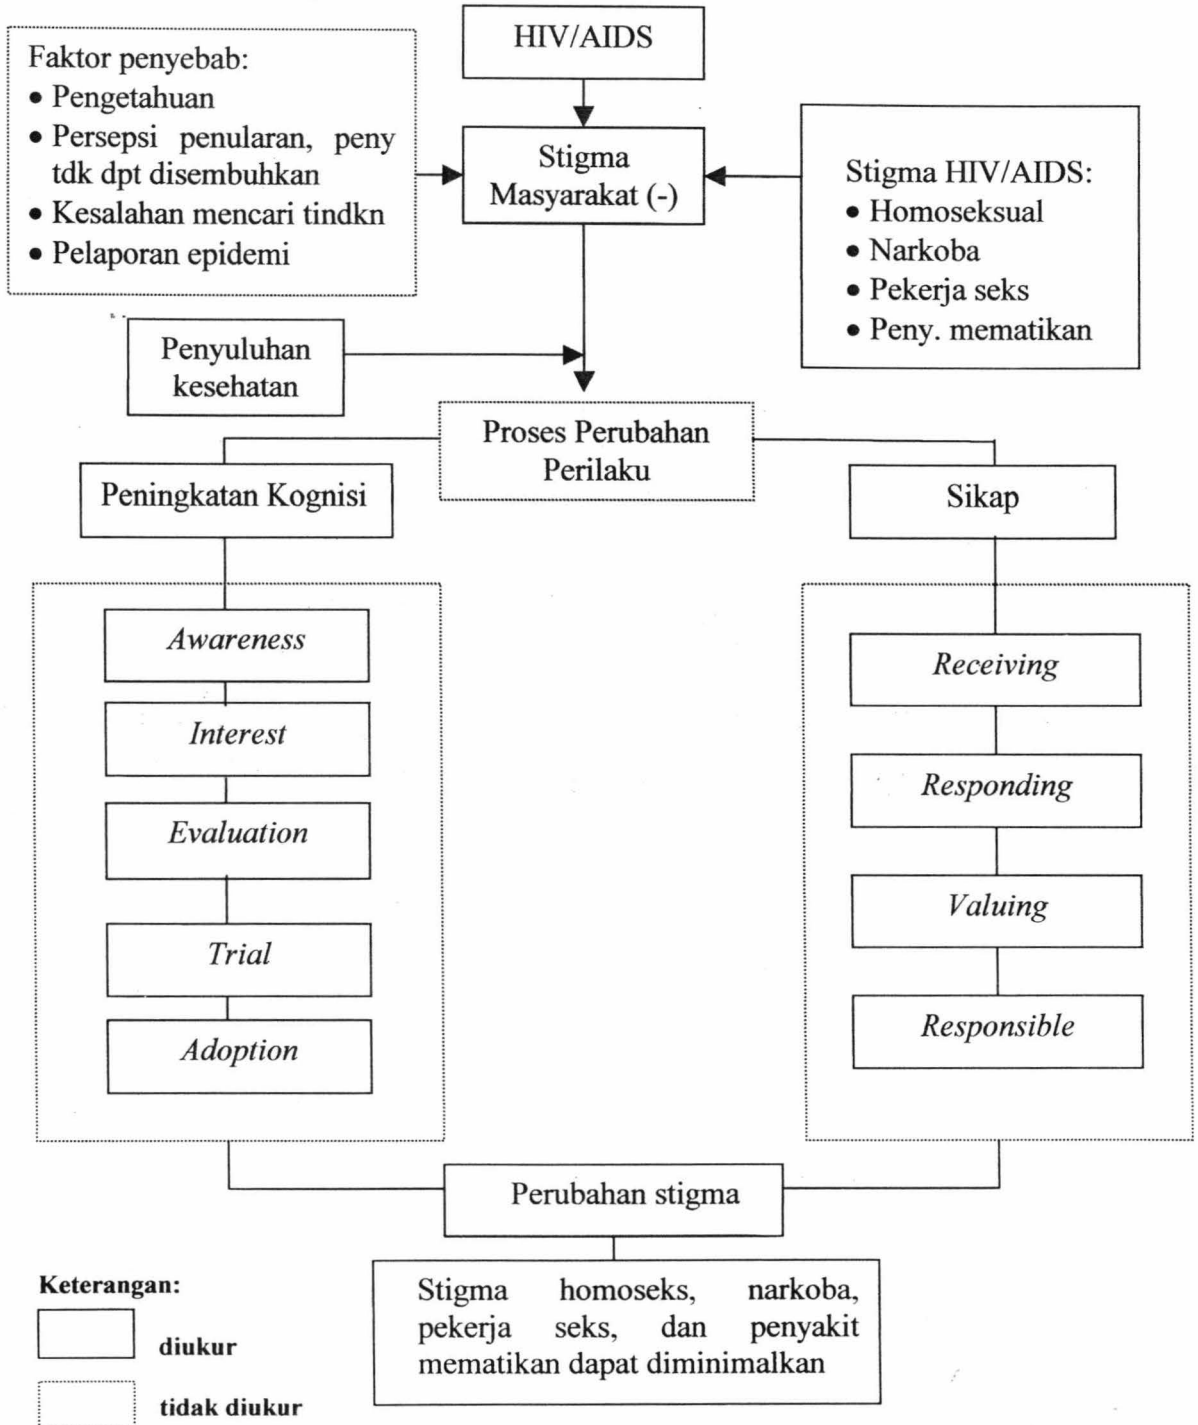 HIV/AIDS
Faktor penyebab:
• Pengetahuan
• Persepsi penularan, peny
tdk dpt disembuhkan
• Kesalahan mencari tindkn
• Pelaporan epidemi
Stigma
Masyarakat (-)
Stigma HIV/AIDS:
• Homoseksual
• Narkoba
• Pekerja seks
• Peny. mematikan
Penyuluhan
kesehatan
Proses Perubahan
Perilaku
Peningkatan Kognisi
Sikap
Awareness
Interest
Evaluation
Trial
Adoption
Receiving
Responding
Valuing
Responsible
Perubahan stigma
Stigma homoseks, narkoba,
pekerja seks, dan penyakit
mematikan dapat diminimalkan
Keterangan:
diukur
tidak diukur